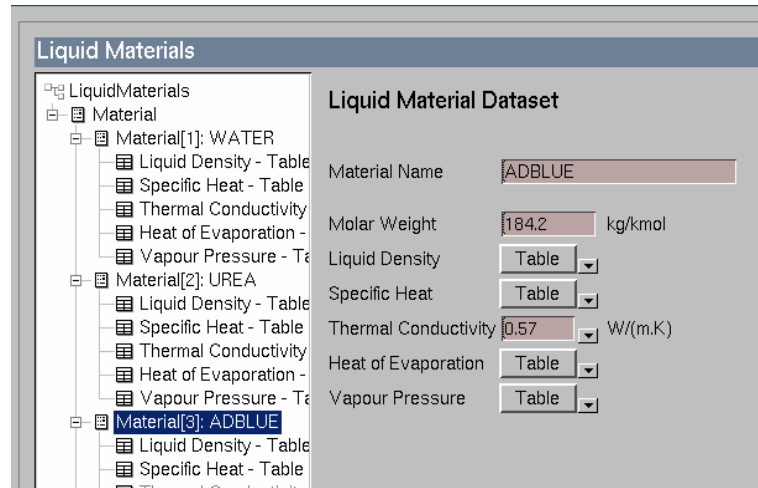 Liquid Materials
LiquidMaterials
Material
Material[1]: WATER
Liquid Density - Table
Specific Heat - Table
Thermal Conductivity
Heat of Evaporation -
Vapour Pressure - Ta
Material[2]: UREA
Liquid Density - Table
Specific Heat - Table
Thermal Conductivity
Heat of Evaporation -
Vapour Pressure - Ta
Material[3]: ADBLUE
Liquid Density - Table
Specific Heat - Table
Liquid Material Dataset
Material Name ADBLUE
Molar Weight 184.2 kg/kmol
Liquid Density Table
Specific Heat Table
Thermal Conductivity 0.57 W/(m.K)
Heat of Evaporation Table
Vapour Pressure Table